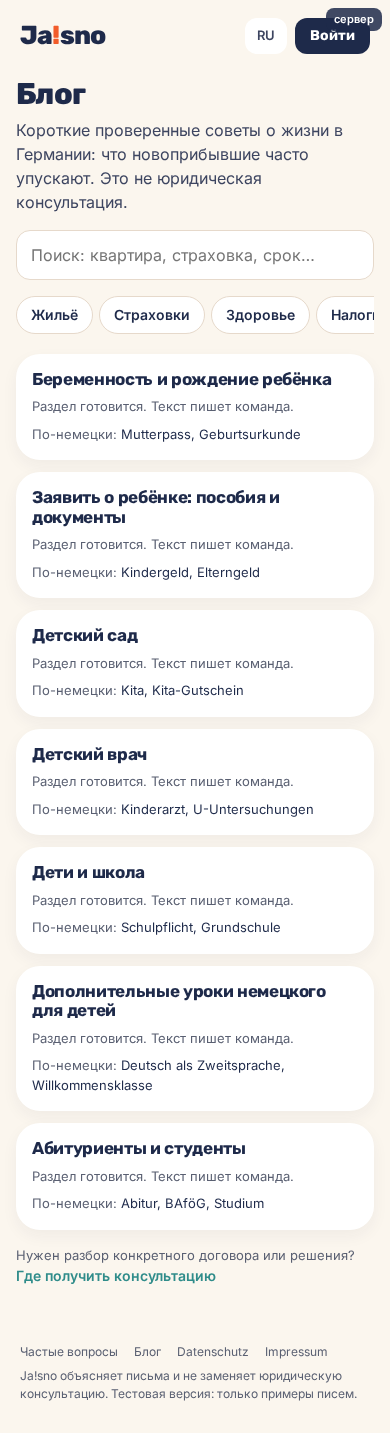 Ja!sno
RU
Войти
сервер
Блог
Короткие проверенные советы о жизни в
Германии: что новоприбывшие часто
упускают. Это не юридическая
консультация.
Поиск: квартира, страховка, срок...
Жильё
Страховки
Здоровье
Беременность и рождение ребёнка
Раздел готовится. Текст пишет команда.
По-немецки: Mutterpass, Geburtsurkunde
Заявить о ребёнке: пособия и
документы
Раздел готовится. Текст пишет команда.
По-немецки: Kindergeld, Elterngeld
Детский сад
Раздел готовится. Текст пишет команда.
По-немецки: Kita, Kita-Gutschein
Детский врач
Раздел готовится. Текст пишет команда.
По-немецки: Kinderarzt, U-Untersuchungen
Дети и школа
Раздел готовится. Текст пишет команда.
По-немецки: Schulpflicht, Grundschule
Дополнительные уроки немецкого
для детей
Раздел готовится. Текст пишет команда.
По-немецки: Deutsch als Zweitsprache,
Willkommensklasse
Абитуриенты и студенты
Раздел готовится. Текст пишет команда.
По-немецки: Abitur, BAföG, Studium
Нужен разбор конкретного договора или решения?
Где получить консультацию
Частые вопросы
Блог
Datenschutz
Impressum
Ja!sno объясняет письма и не заменяет юридическую
консультацию. Тестовая версия: только примеры писем.